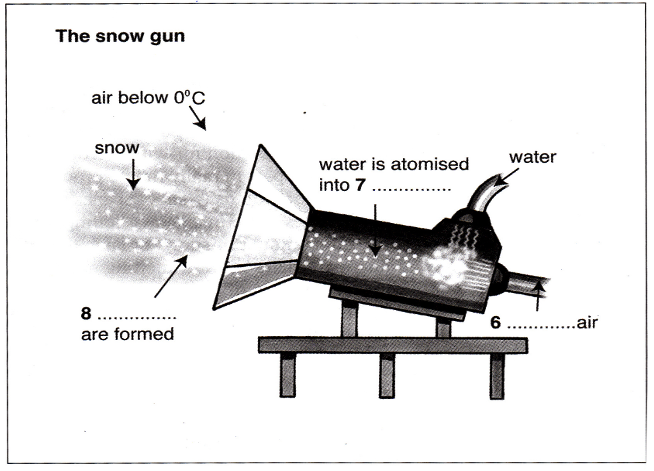 The snow gun
air below 0°C
snow
water is atomised
into 7 ...............
water
8 ...............
are formed
6 .............air